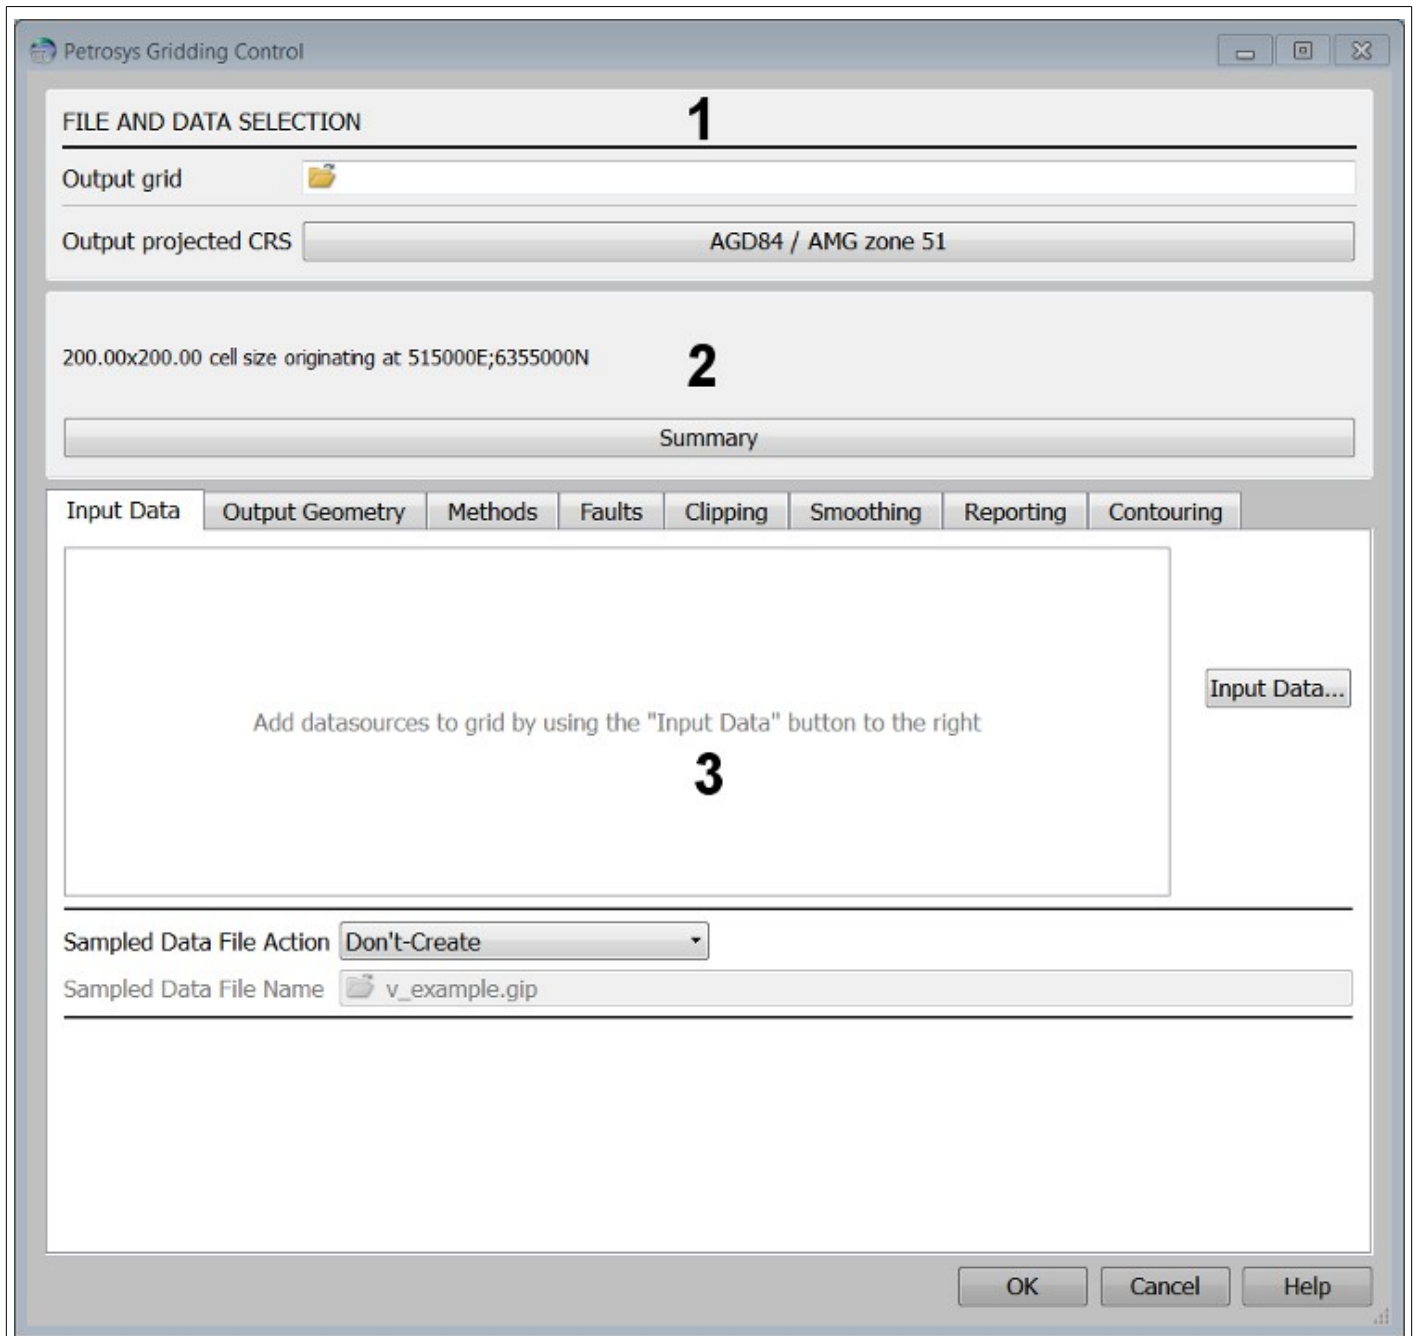 Petrosys Gridding Control
FILE AND DATA SELECTION
1
Output grid
Output projected CRS
AGD84 / AMG zone 51
200.00x200.00 cell size originating at 515000E;6355000N
2
Summary
Input Data
Output Geometry
Methods
Faults
Clipping
Smoothing
Reporting
Contouring
Input Data...
Add datasources to grid by using the "Input Data" button to the right
3
Sampled Data File Action
Don't-Create
Sampled Data File Name
v_example.gip
OK
Cancel
Help